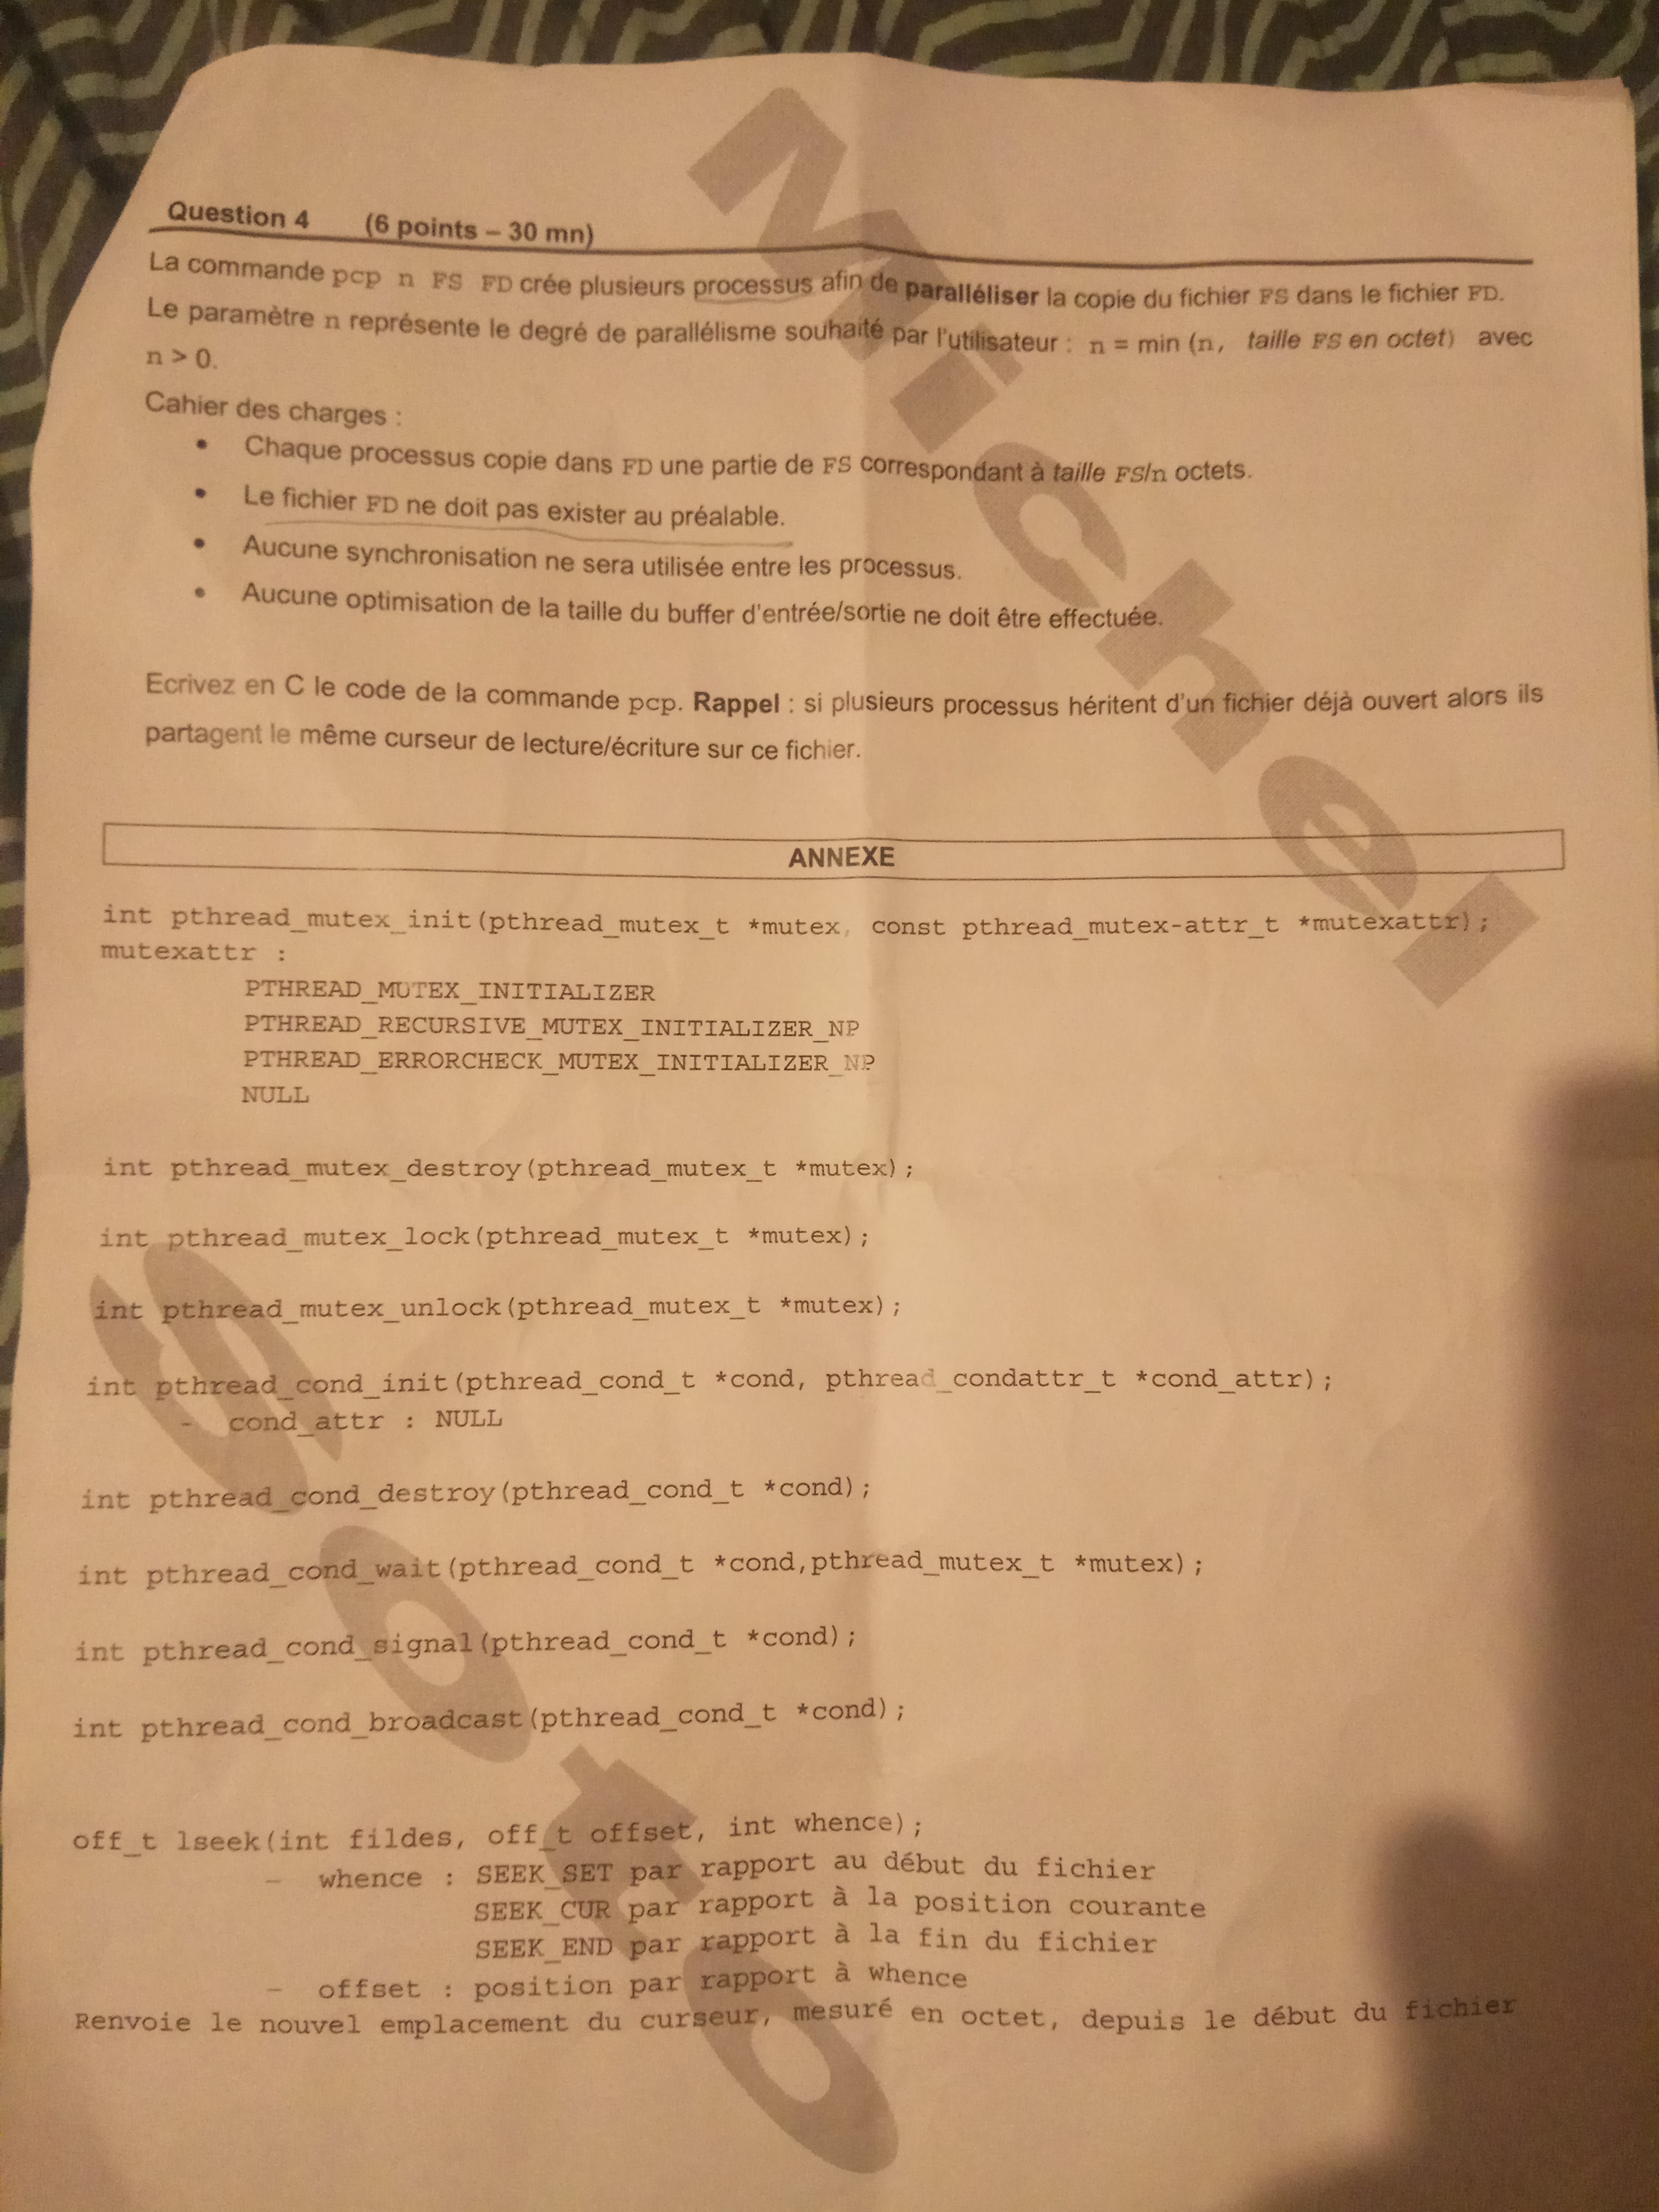 Question 4 (6 points – 30 mn)
La commande pcp n FS FD crée plusieurs processus afin de paralléliser la copie du fichier FS dans le fichier FD.
Le paramètre n représente le degré de parallélisme souhaité par l'utilisateur : n = min (n, taille FS en octet) avec
n > 0.
Cahier des charges :
• Chaque processus copie dans FD une partie de FS correspondant à taille FS/n octets.
• Le fichier FD ne doit pas exister au préalable.
• Aucune synchronisation ne sera utilisée entre les processus.
• Aucune optimisation de la taille du buffer d'entrée/sortie ne doit être effectuée.
Ecrivez en C le code de la commande pcp. Rappel : si plusieurs processus héritent d'un fichier déjà ouvert alors ils
partagent le même curseur de lecture/écriture sur ce fichier.
ANNEXE
int pthread_mutex_init(pthread_mutex_t *mutex, const pthread_mutex-attr_t *mutexattr);
mutexattr :
PTHREAD_MUTEX_INITIALIZER
PTHREAD_RECURSIVE_MUTEX_INITIALIZER_NP
PTHREAD_ERRORCHECK_MUTEX_INITIALIZER_NP
NULL
int pthread_mutex_destroy(pthread_mutex_t *mutex);
int pthread_mutex_lock(pthread_mutex_t *mutex);
int pthread_mutex_unlock(pthread_mutex_t *mutex);
int pthread_cond_init(pthread_cond_t *cond, pthread_condattr_t *cond_attr);
- cond_attr : NULL
int pthread_cond_destroy(pthread_cond_t *cond);
int pthread_cond_wait(pthread_cond_t *cond,pthread_mutex_t *mutex);
int pthread_cond_signal(pthread_cond_t *cond);
int pthread_cond_broadcast(pthread_cond_t *cond);
off_t lseek(int fildes, off_t offset, int whence);
- whence : SEEK_SET par rapport au début du fichier
SEEK_CUR par rapport à la position courante
SEEK_END par rapport à la fin du fichier
- offset : position par rapport à whence
Renvoie le nouvel emplacement du curseur, mesuré en octet, depuis le début du fichier
Michel
Soto